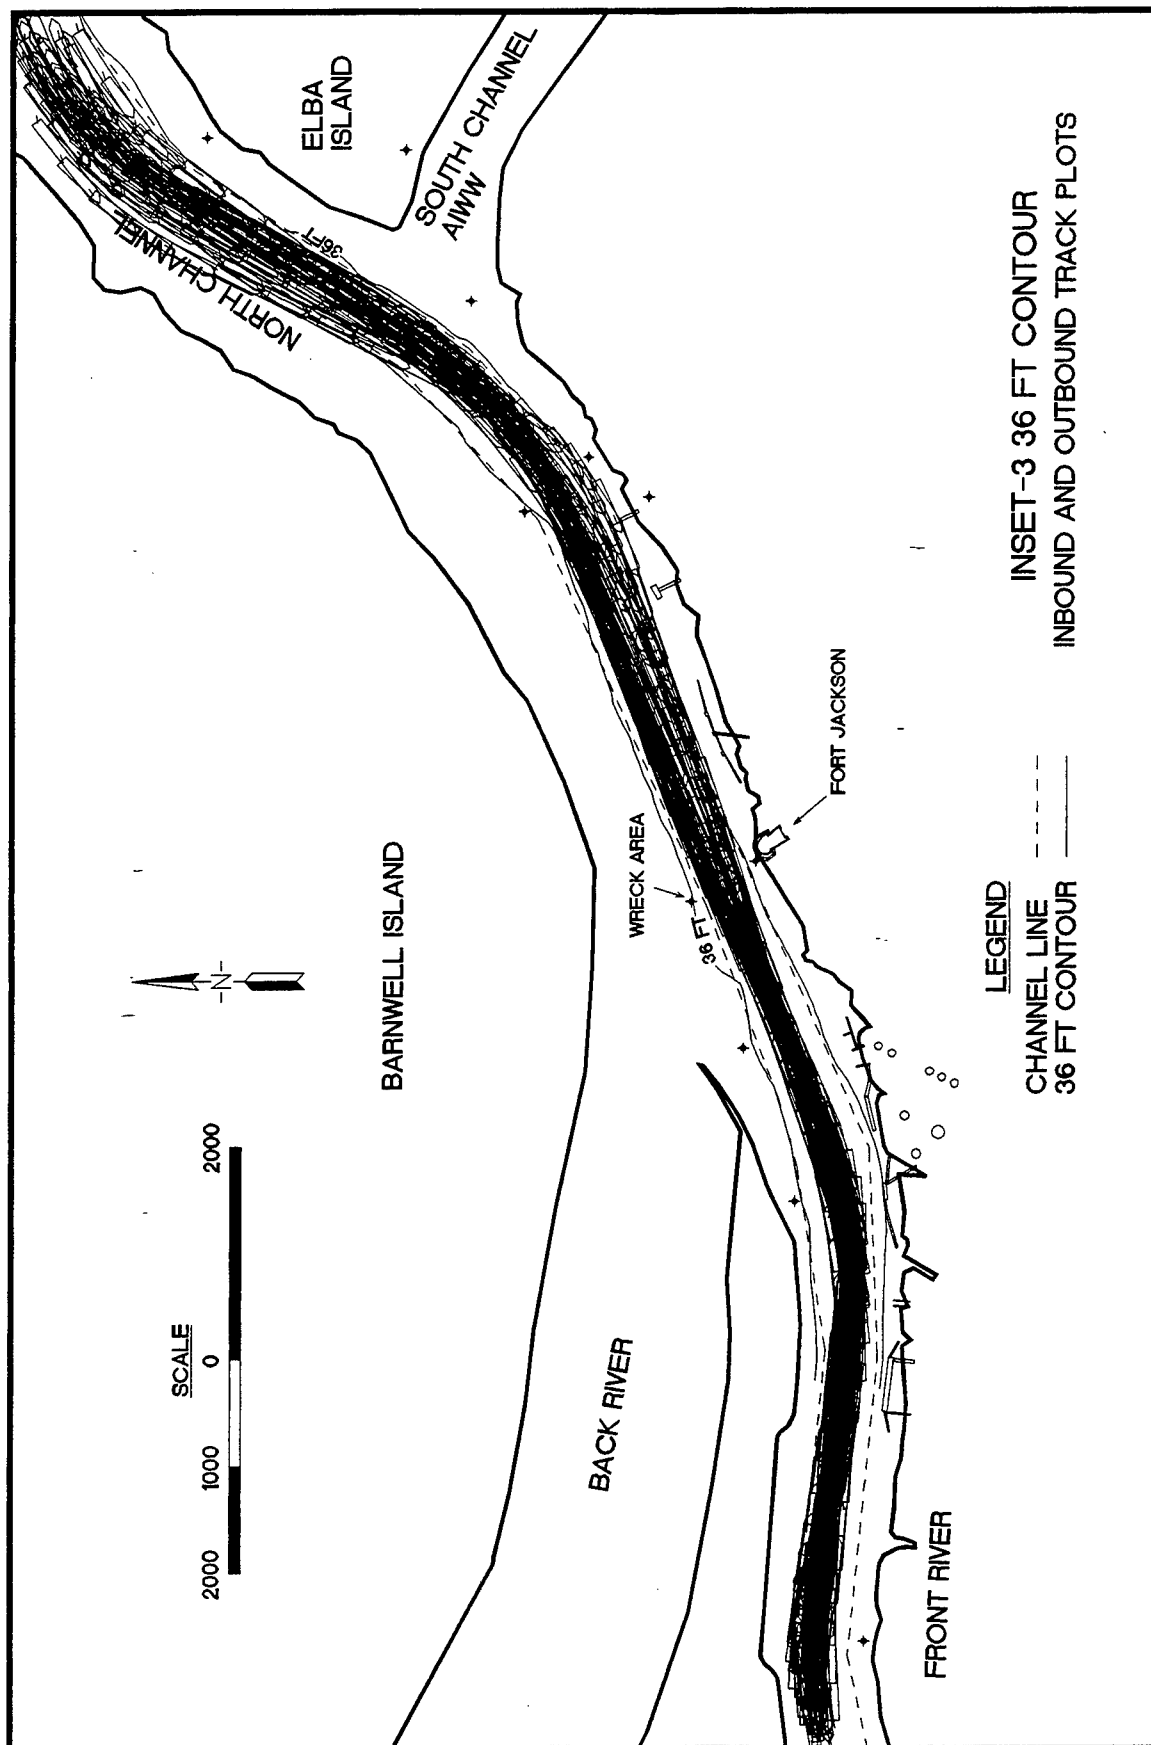 ELBA
ISLAND
SOUTH CHANNEL
AIWW
NORTH CHANNEL
36FT
BARNWELL ISLAND
N
SCALE
2000 1000 0 2000
WRECK AREA
36 FT
FORT JACKSON
BACK RIVER
FRONT RIVER
LEGEND
CHANNEL LINE
36 FT CONTOUR
INSET-3 36 FT CONTOUR
INBOUND AND OUTBOUND TRACK PLOTS